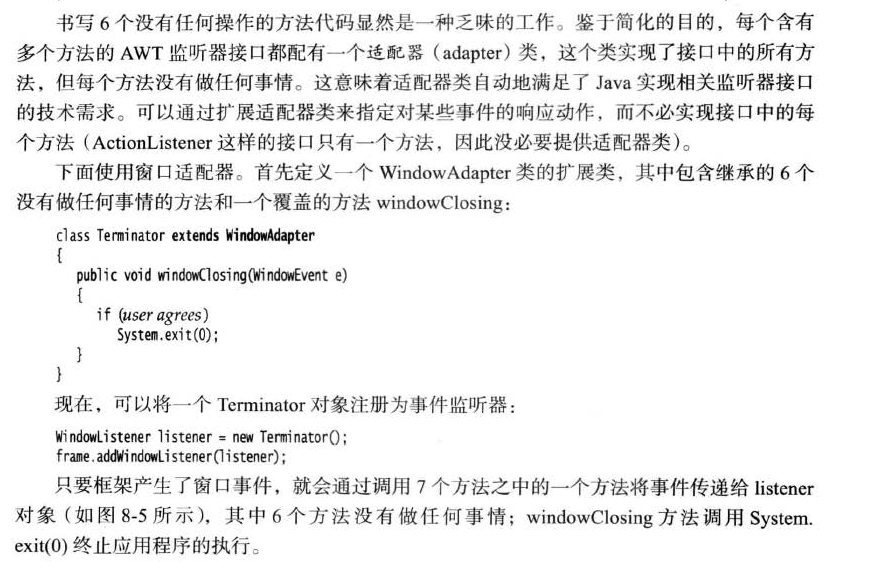 书写 6 个没有任何操作的方法代码显然是一种乏味的工作。鉴于简化的目的，每个含有
多个方法的 AWT 监听器接口都配有一个适配器（adapter）类，这个类实现了接口中的所有方
法，但每个方法没有做任何事情。这意味着适配器类自动地满足了 Java 实现相关监听器接口
的技术需求。可以通过扩展适配器类来指定对某些事件的响应动作，而不必实现接口中的每
个方法（ActionListener 这样的接口只有一个方法，因此没必要提供适配器类）。
下面使用窗口适配器。首先定义一个 WindowAdapter 类的扩展类，其中包含继承的 6 个
没有做任何事情的方法和一个覆盖的方法 windowClosing：
class Terminator extends WindowAdapter
{
public void windowClosing(WindowEvent e)
{
if (user agrees)
System.exit(0);
}
}
现在，可以将一个 Terminator 对象注册为事件监听器：
WindowListener listener = new Terminator();
frame.addWindowListener(listener);
只要框架产生了窗口事件，就会通过调用 7 个方法之中的一个方法将事件传递给 listener
对象（如图 8-5 所示），其中 6 个方法没有做任何事情；windowClosing 方法调用 System.
exit(0) 终止应用程序的执行。